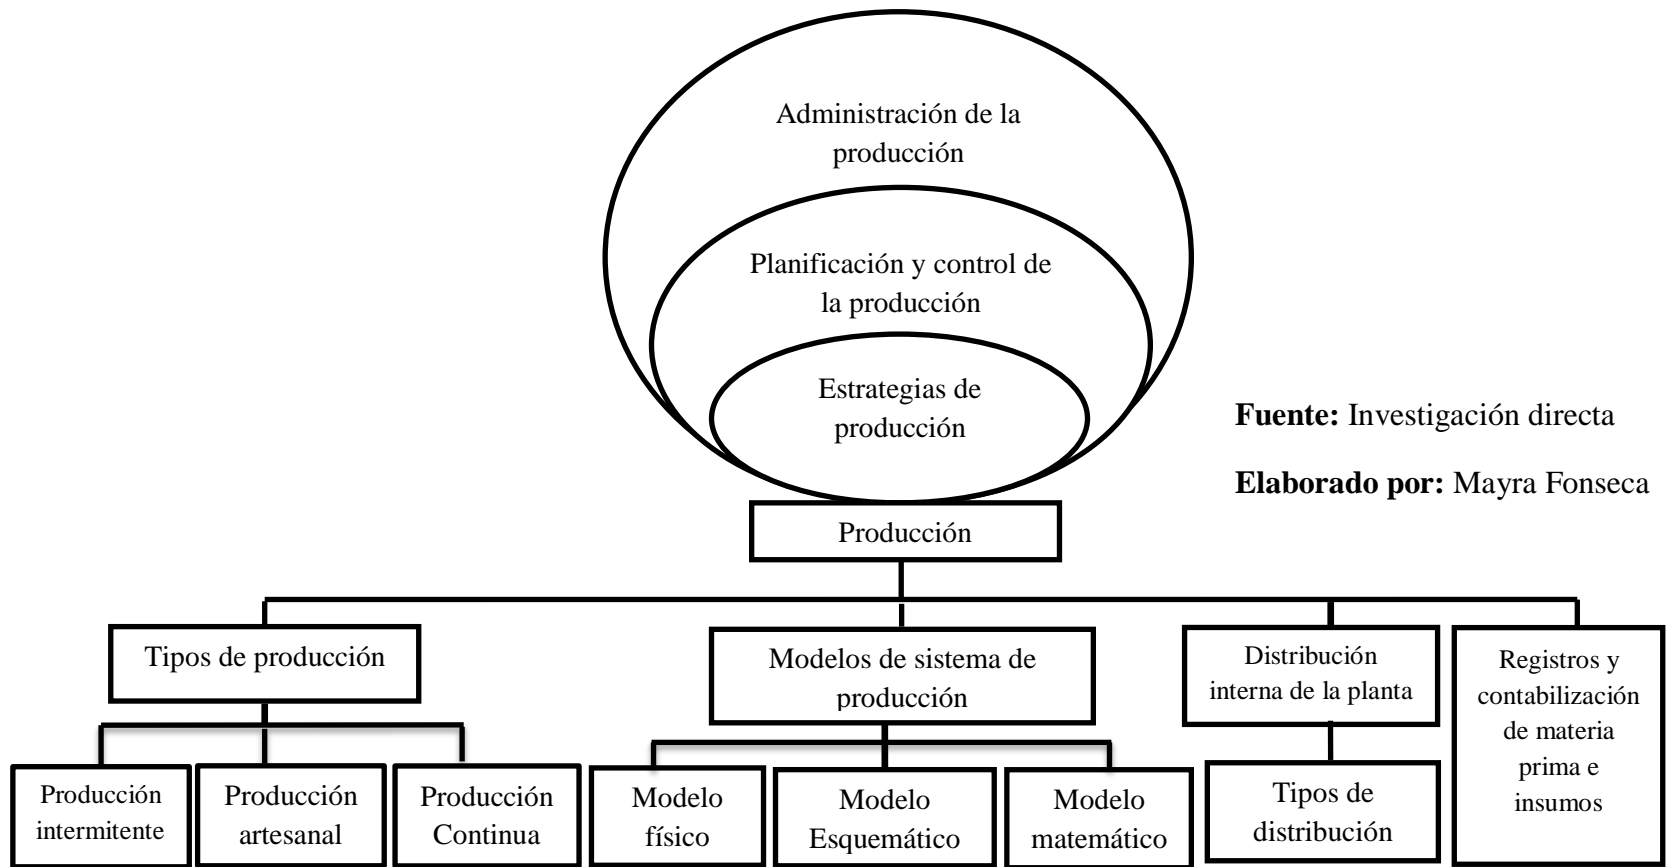 Administración de la
producción
Planificación y control de
la producción
Estrategias de
producción
Fuente: Investigación directa
Elaborado por: Mayra Fonseca
Producción
Tipos de producción
Modelos de sistema de
producción
Distribución
interna de la planta
Registros y
contabilización
de materia
prima e
insumos
Producción
intermitente
Producción
artesanal
Producción
Continua
Modelo
físico
Modelo
Esquemático
Modelo
matemático
Tipos de
distribución